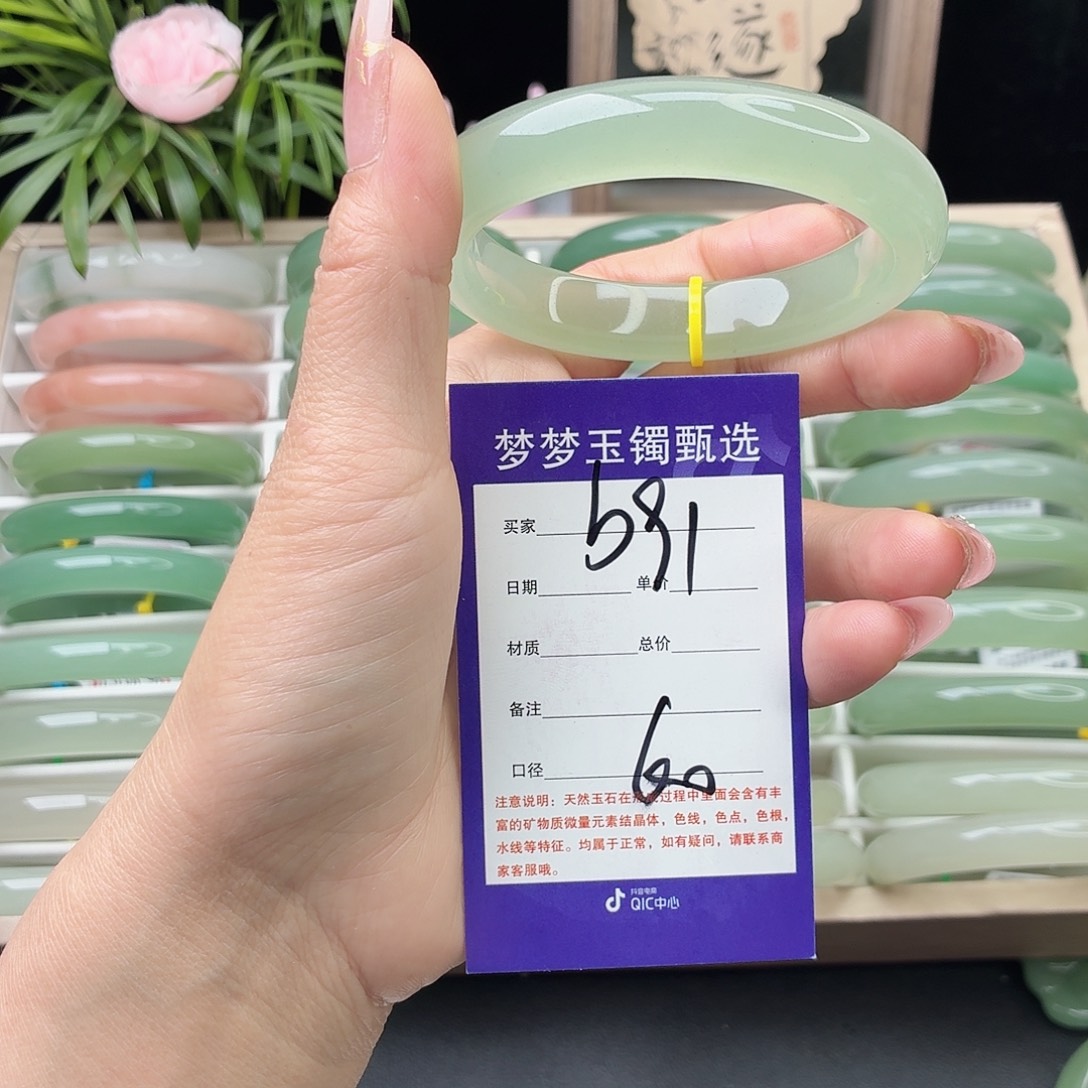 缘
梦梦玉镯甄选
买家 b91
日期 单价
材质 总价
备注
口径 60
注意说明：天然玉石在形成过程中里面会含有丰
富的矿物质微量元素结晶体，色线，色点，色根，
水线等特征。均属于正常，如有疑问，请联系商
家客服哦。
抖音电商
QIC中心